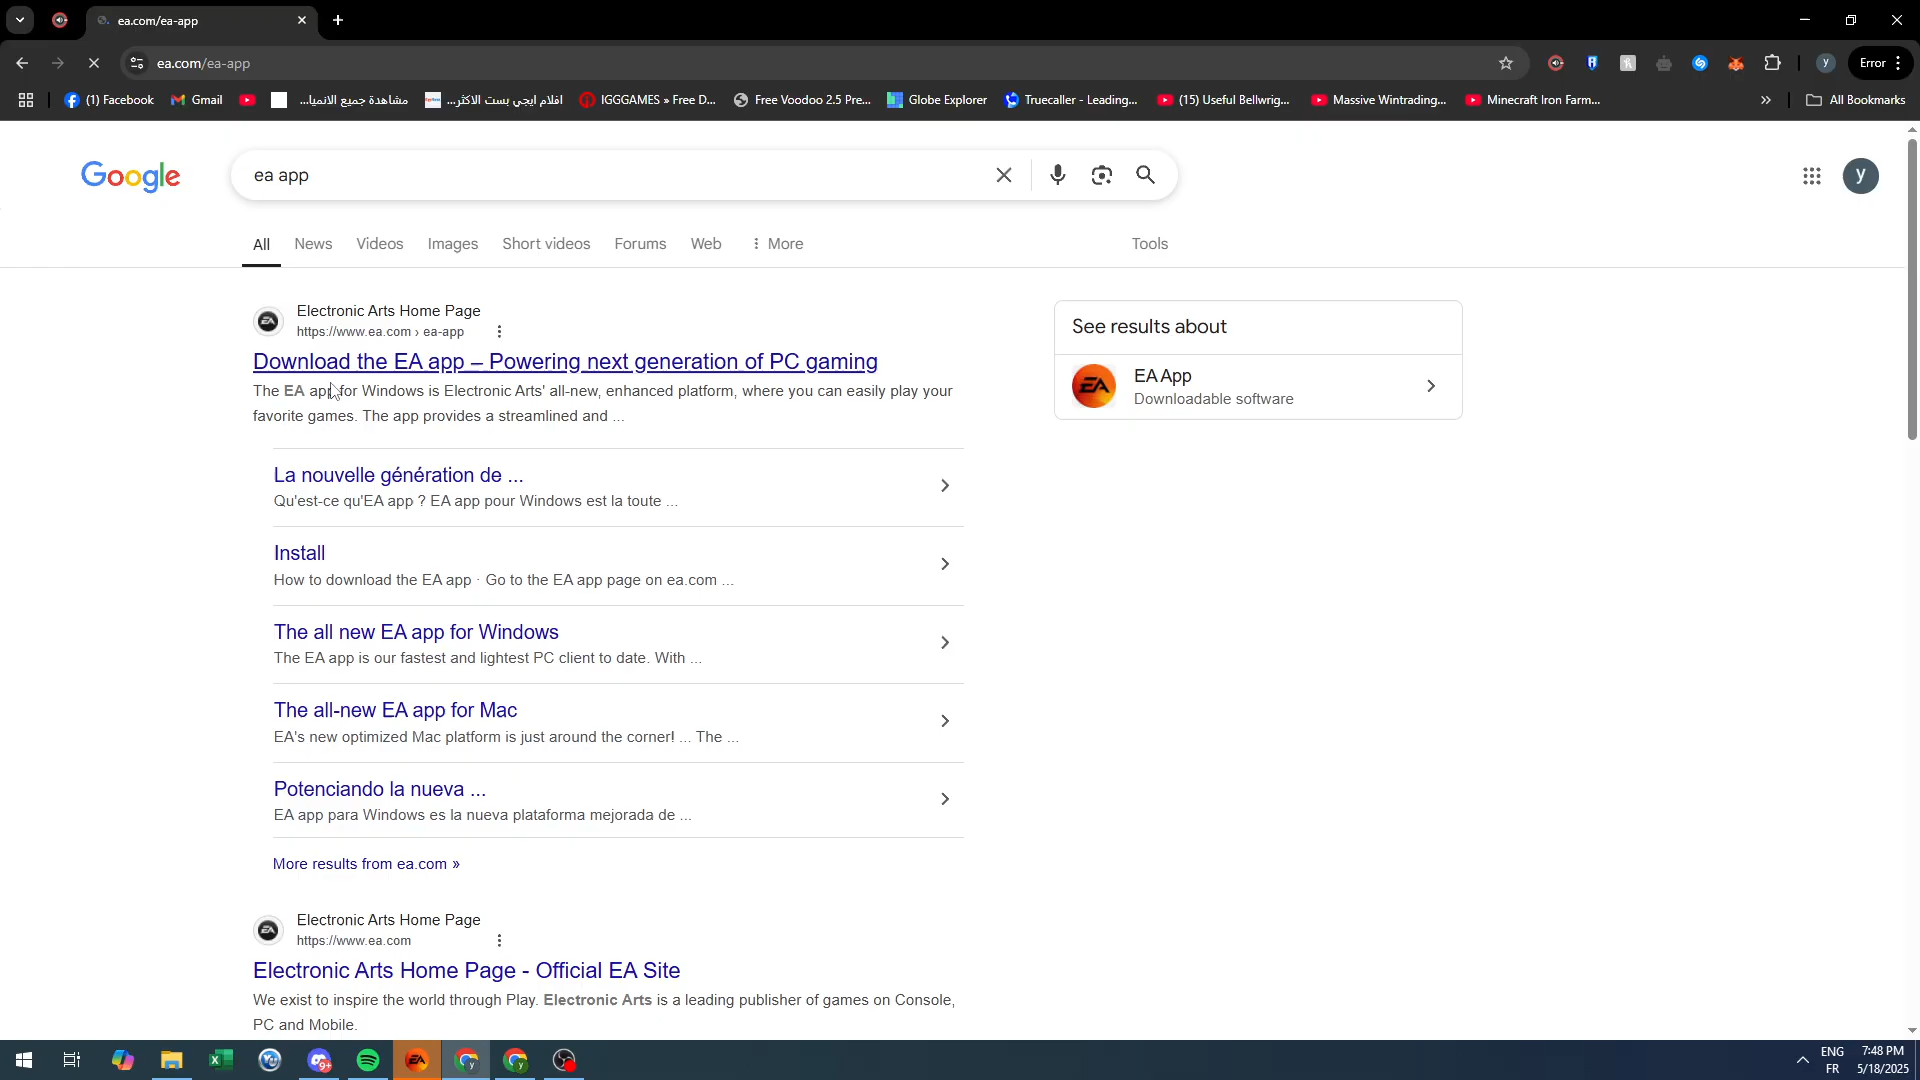 ea.com/ea-app
ea.com/ea-app
y
Error
(1) Facebook
Gmail
مشاهدة جميع الانميا...
افلام ايجي بست الاكثر...
IGGGAMES » Free D...
Free Voodoo 2.5 Pre...
Globe Explorer
Truecaller - Leading...
(15) Useful Bellwrig...
Massive Wintrading...
Minecraft Iron Farm...
»
All Bookmarks
Google
ea app
y
All
News
Videos
Images
Short videos
Forums
Web
More
Tools
Electronic Arts Home Page
https://www.ea.com › ea-app
Download the EA app – Powering next generation of PC gaming
The EA app for Windows is Electronic Arts' all-new, enhanced platform, where you can easily play your
favorite games. The app provides a streamlined and ...
See results about
EA App
Downloadable software
La nouvelle génération de ...
Qu'est-ce qu'EA app ? EA app pour Windows est la toute ...
Install
How to download the EA app · Go to the EA app page on ea.com ...
The all new EA app for Windows
The EA app is our fastest and lightest PC client to date. With ...
The all-new EA app for Mac
EA's new optimized Mac platform is just around the corner! ... The ...
Potenciando la nueva ...
EA app para Windows es la nueva plataforma mejorada de ...
More results from ea.com »
Electronic Arts Home Page
https://www.ea.com
Electronic Arts Home Page - Official EA Site
We exist to inspire the world through Play. Electronic Arts is a leading publisher of games on Console,
PC and Mobile.
9+
EA
ENG
FR
7:48 PM
5/18/2025